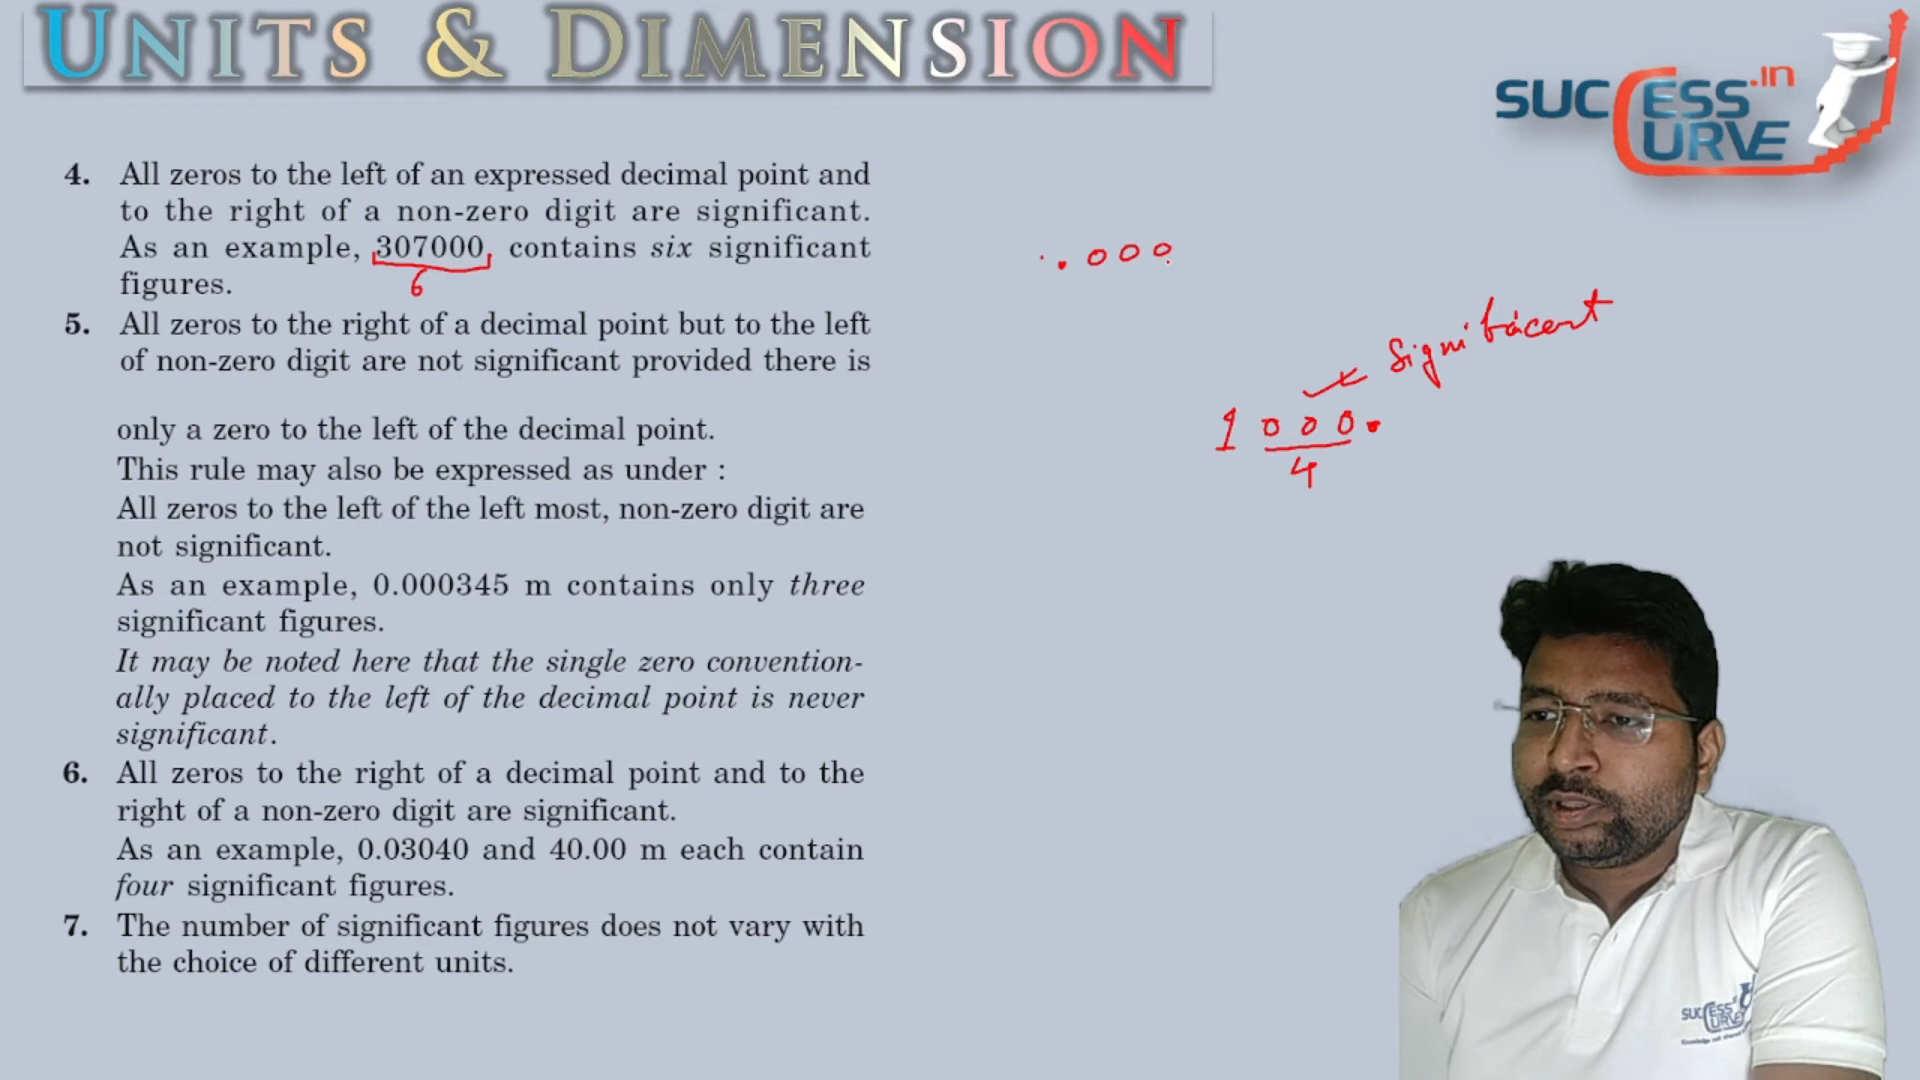 UNITS & DIMENSION
SUCCESS CURVE.in
4. All zeros to the left of an expressed decimal point and
to the right of a non-zero digit are significant.
As an example, 307000, contains six significant
6
figures.
. . 0 0 0
5. All zeros to the right of a decimal point but to the left
of non-zero digit are not significant provided there is
significant
1 0 0 0.
4
only a zero to the left of the decimal point.
This rule may also be expressed as under :
All zeros to the left of the left most, non-zero digit are
not significant.
As an example, 0.000345 m contains only three
significant figures.
It may be noted here that the single zero convention-
ally placed to the left of the decimal point is never
significant.
6. All zeros to the right of a decimal point and to the
right of a non-zero digit are significant.
As an example, 0.03040 and 40.00 m each contain
four significant figures.
7. The number of significant figures does not vary with
the choice of different units.
SUCCESS CURVE